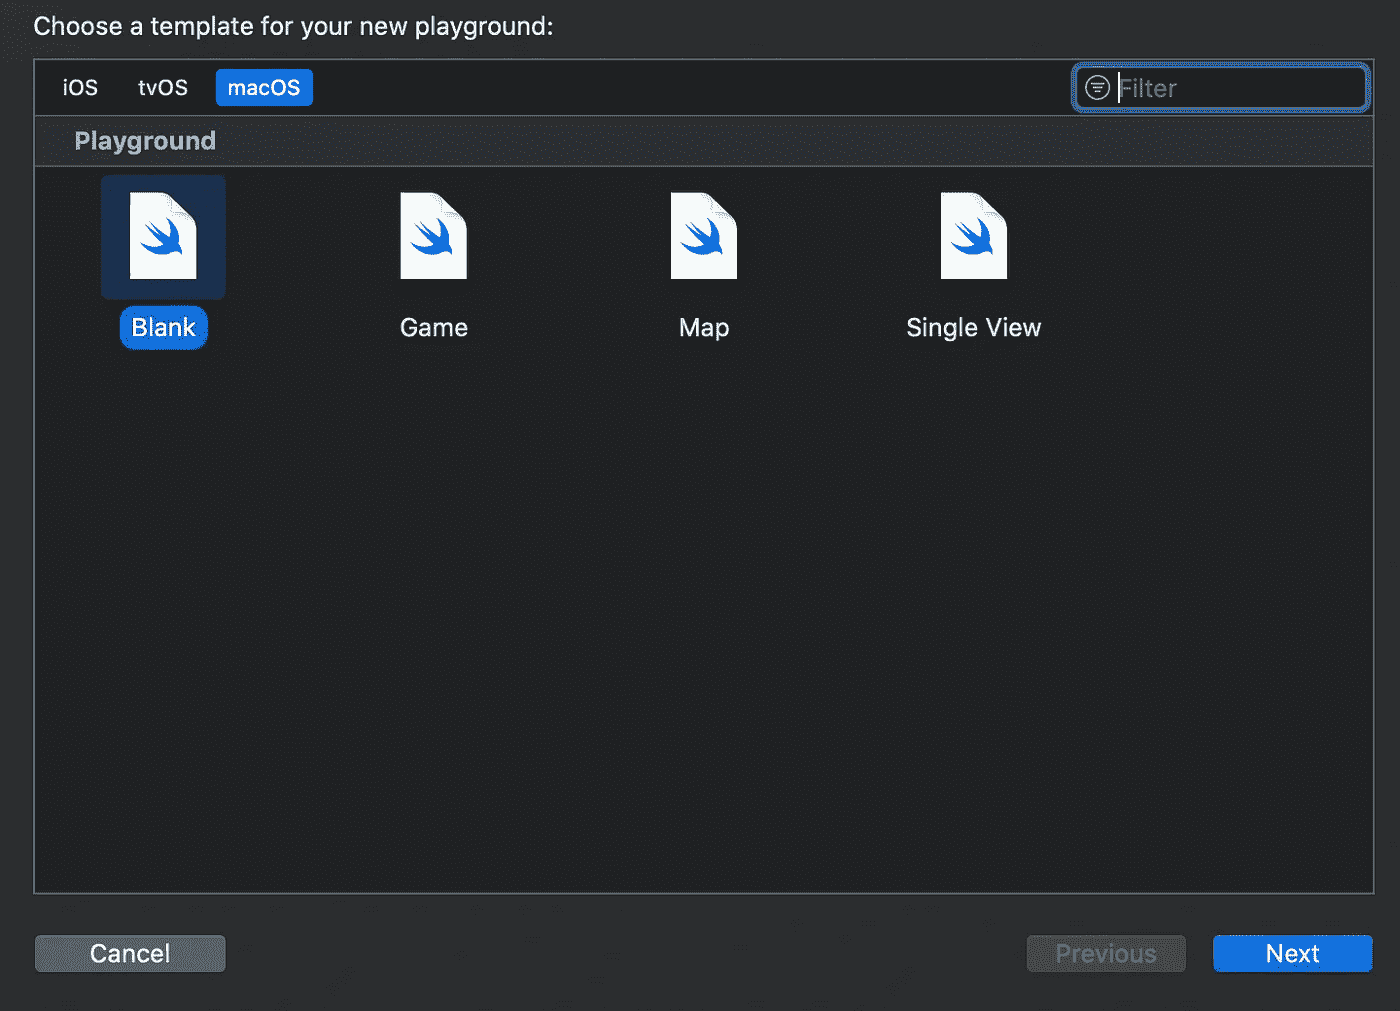 Choose a template for your new playground:
iOS tvOS macOS Filter
Playground
Blank Game Map Single View
Cancel Previous Next